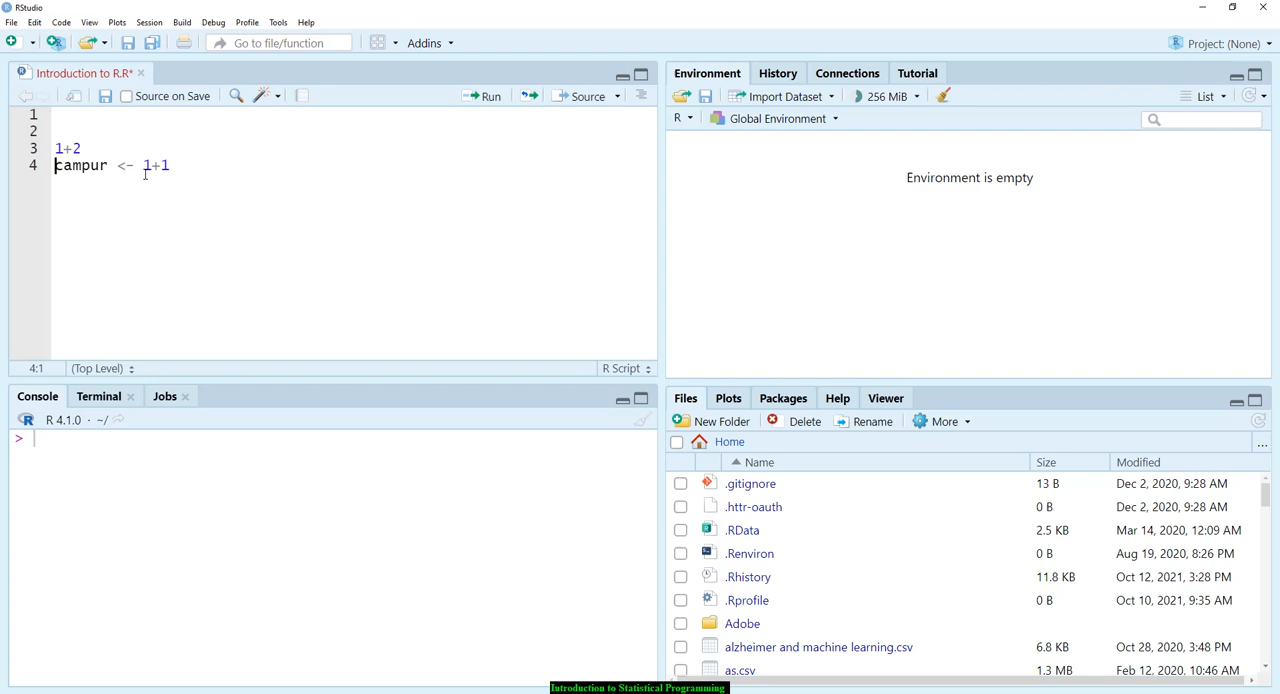 RStudio
File Edit Code View Plots Session Build Debug Profile Tools Help
Go to file/function Addins Project: (None)
Introduction to R.R*
Source on Save Run Source
1
2
3 1+2
4 campur <- 1+1
4:1 (Top Level) R Script
Console Terminal Jobs
R 4.1.0 · ~/
>
Environment History Connections Tutorial
Import Dataset 256 MiB List
R Global Environment
Environment is empty
Files Plots Packages Help Viewer
New Folder Delete Rename More
Home ...
Name Size Modified
.gitignore 13 B Dec 2, 2020, 9:28 AM
.httr-oauth 0 B Dec 2, 2020, 9:28 AM
.RData 2.5 KB Mar 14, 2020, 12:09 AM
.Renviron 0 B Aug 19, 2020, 8:26 PM
.Rhistory 11.8 KB Oct 12, 2021, 3:28 PM
.Rprofile 0 B Oct 10, 2021, 9:35 AM
Adobe
alzheimer and machine learning.csv 6.8 KB Oct 28, 2020, 3:48 PM
as.csv 1.3 MB Feb 12, 2020, 10:46 AM
Introduction to Statistical Programming